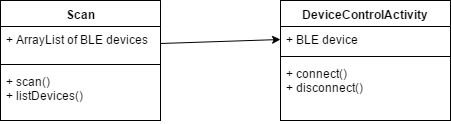 Scan
+ ArrayList of BLE devices
+ scan()
+ listDevices()
DeviceControlActivity
+ BLE device
+ connect()
+ disconnect()